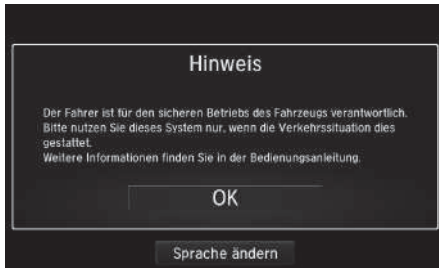 Hinweis
Der Fahrer ist für den sicheren Betriebs des Fahrzeugs verantwortlich.
Bitte nutzen Sie dieses System nur, wenn die Verkehrssituation dies
gestattet.
Weitere Informationen finden Sie in der Bedienungsanleitung.
OK
Sprache ändern